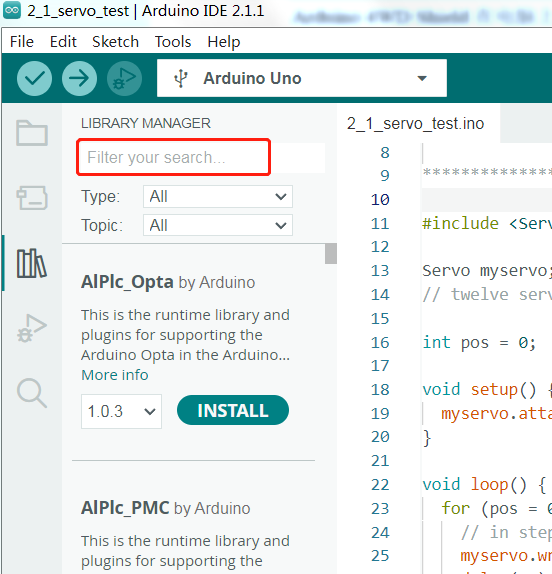 2_1_servo_test | Arduino IDE 2.1.1
File Edit Sketch Tools Help
Arduino Uno
LIBRARY MANAGER
Filter your search...
Type: All
Topic: All
AlPlc_Opta by Arduino
This is the runtime library and
plugins for supporting the
Arduino Opta in the Arduino...
More info
1.0.3 INSTALL
AlPlc_PMC by Arduino
This is the runtime library and
plugins for supporting the
2_1_servo_test.ino
8
9 **************
10
11 #include <Serv
12
13 Servo myservo;
14 // twelve serv
15
16 int pos = 0;
17
18 void setup() {
19 myservo.atta
20 }
21
22 void loop() {
23 for (pos = 0
24 // in step
25 myservo.wr